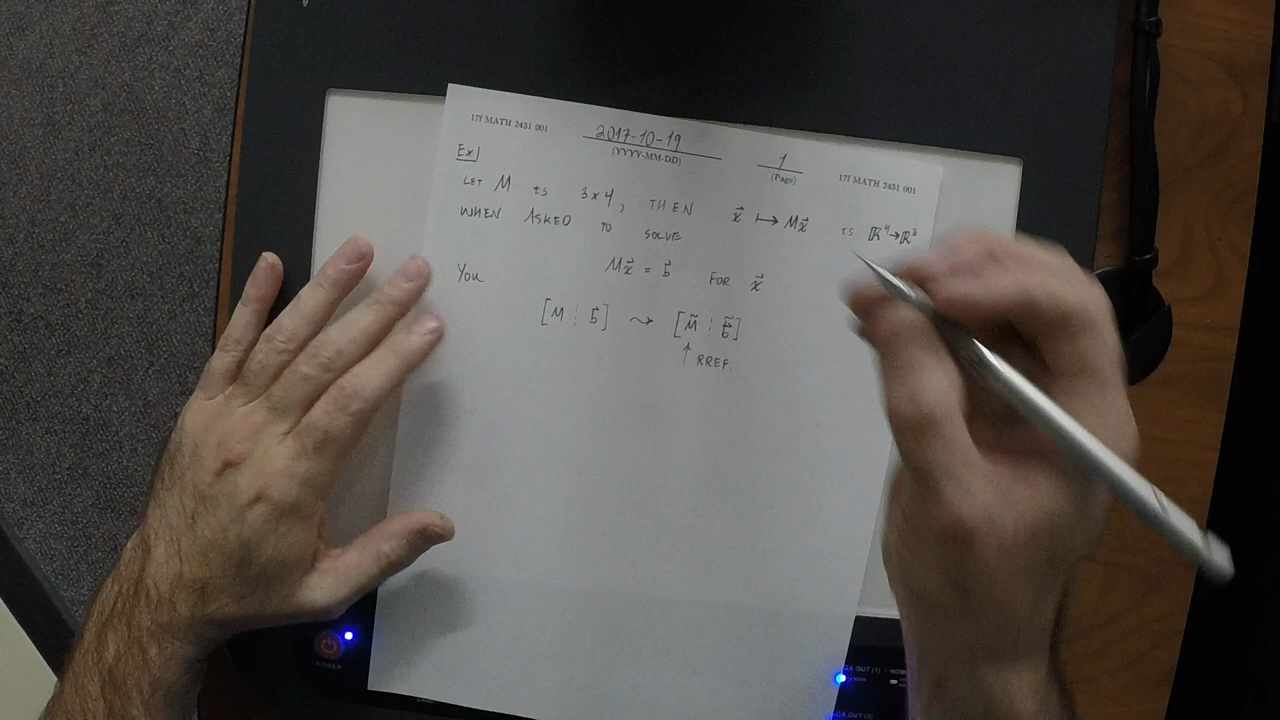 17f MATH 2451 001 2017-10-19 1 17f MATH 2451 001
(YYYY-MM-DD) (Page)
Ex]
LET M IS 3×4, THEN x⃗ ↦ Mx⃗ IS ℝ⁴→ℝ³
WHEN ASKED TO SOLVE
Mx⃗ = b⃗ FOR x⃗
YOU
[M ⋮ b⃗] ⤳ [M̃ ⋮ b̃⃗]
↑ RREF.
POWER